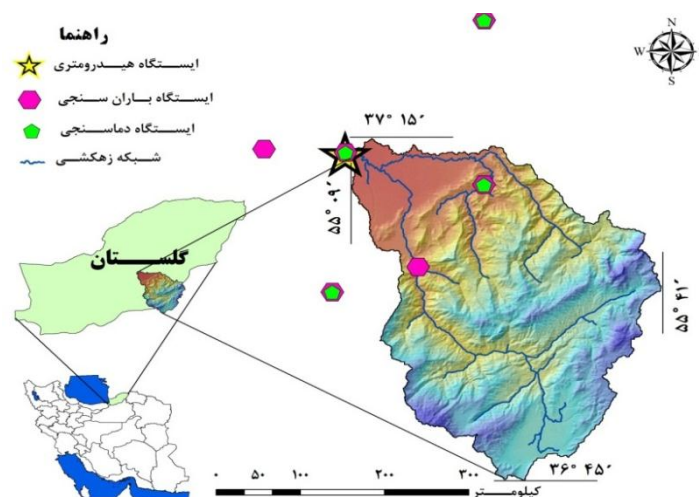 راهنما
ایستگاه هیدرومتری
ایستگاه باران سنجی
ایستگاه دماسنجی
شبکه زهکشی
N
W E
S
۳۷° ۱۵´
۵۵° ۰۹´
گلستان
۵۵° ۴۱´
۰ ۵۰ ۱۰۰ ۲۰۰ ۳۰۰
کیلومتر
۳۶° ۴۵´